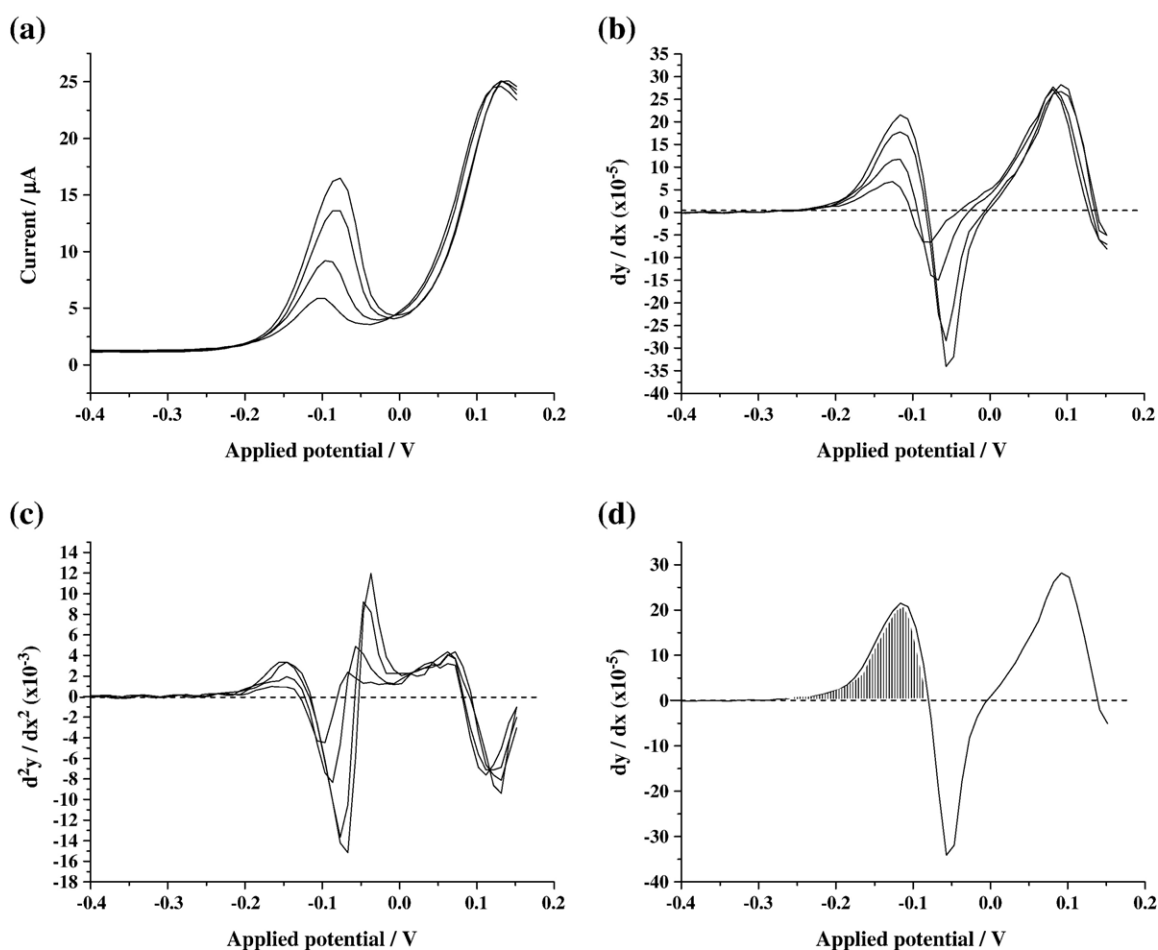 (a)
25
20
15
10
5
0
Current / µA
-0.4 -0.3 -0.2 -0.1 0.0 0.1 0.2
Applied potential / V
(b)
35
30
25
20
15
10
5
0
-5
-10
-15
-20
-25
-30
-35
-40
dy / dx (x10⁻⁵)
-0.4 -0.3 -0.2 -0.1 0.0 0.1 0.2
Applied potential / V
(c)
14
12
10
8
6
4
2
0
-2
-4
-6
-8
-10
-12
-14
-16
-18
d²y / dx² (x10⁻³)
-0.4 -0.3 -0.2 -0.1 0.0 0.1 0.2
Applied potential / V
(d)
30
20
10
0
-10
-20
-30
-40
dy / dx (x10⁻⁵)
-0.4 -0.3 -0.2 -0.1 0.0 0.1 0.2
Applied potential / V